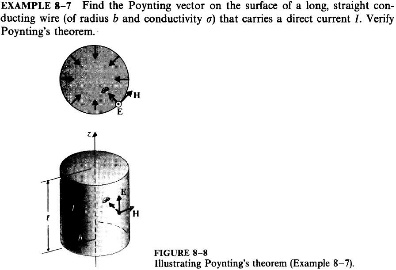 EXAMPLE 8–7 Find the Poynting vector on the surface of a long, straight con-
ducting wire (of radius b and conductivity σ) that carries a direct current I. Verify
Poynting's theorem.
𝒫
H
E
z
E
𝒫
H
ℓ
b
FIGURE 8–8
Illustrating Poynting's theorem (Example 8–7).